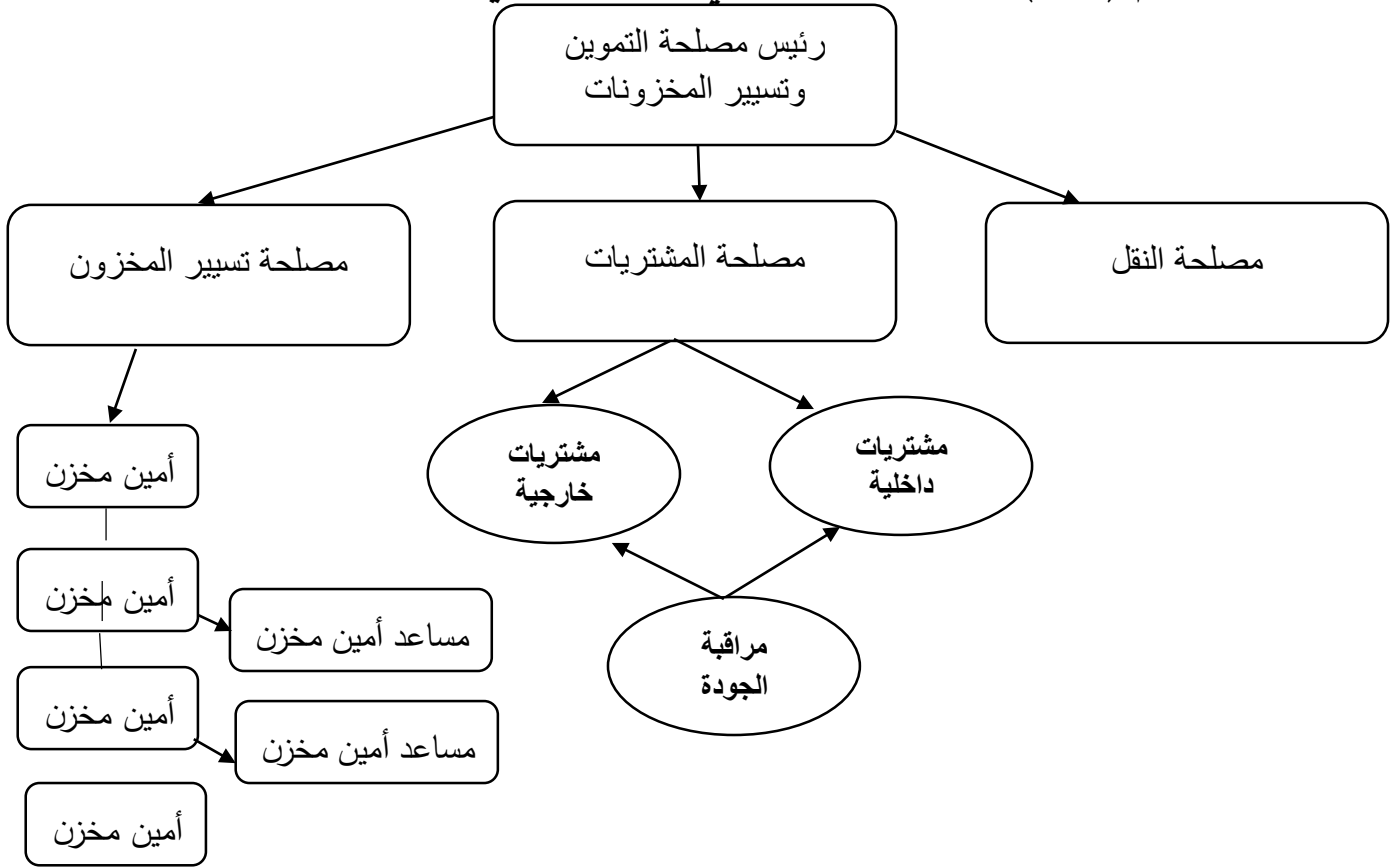 رئيس مصلحة التموين
وتسيير المخزونات
مصلحة النقل
مصلحة المشتريات
مصلحة تسيير المخزون
مشتريات
داخلية
مشتريات
خارجية
مراقبة
الجودة
أمين مخزن
أمين مخزن
مساعد أمين مخزن
أمين مخزن
مساعد أمين مخزن
أمين مخزن